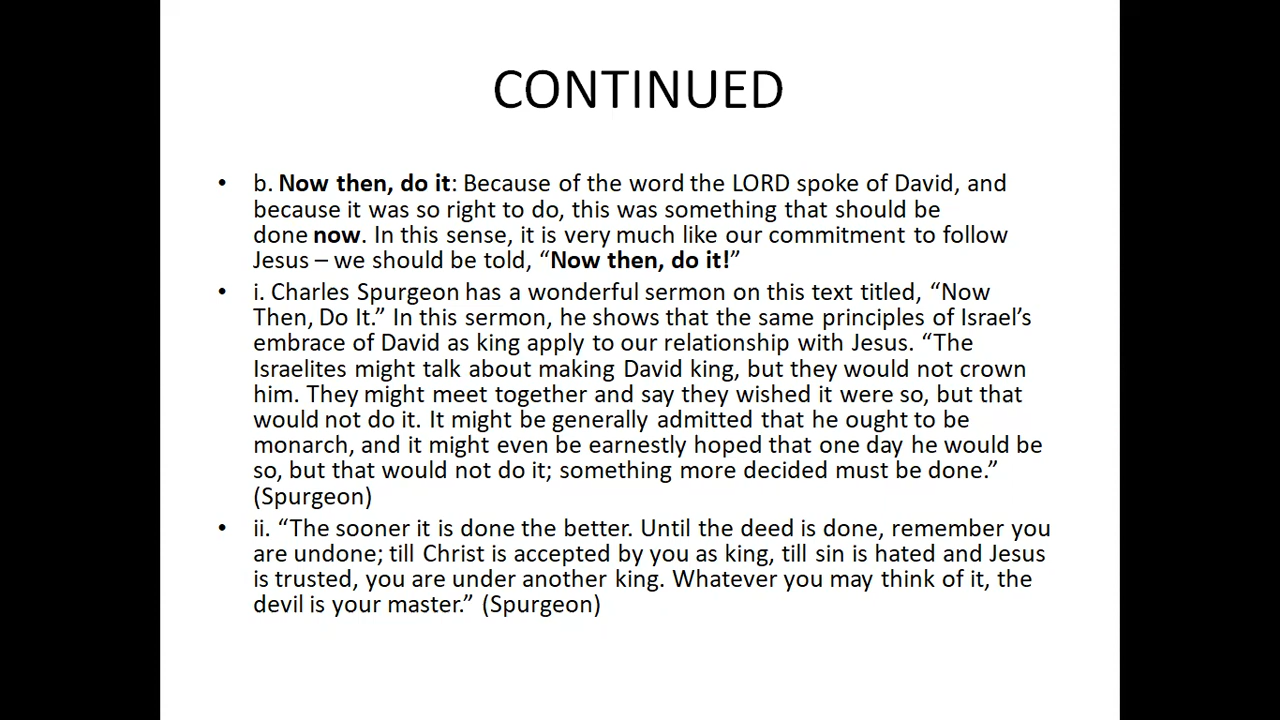 CONTINUED
• b. Now then, do it: Because of the word the LORD spoke of David, and
because it was so right to do, this was something that should be
done now. In this sense, it is very much like our commitment to follow
Jesus – we should be told, “Now then, do it!”
• i. Charles Spurgeon has a wonderful sermon on this text titled, “Now
Then, Do It.” In this sermon, he shows that the same principles of Israel’s
embrace of David as king apply to our relationship with Jesus. “The
Israelites might talk about making David king, but they would not crown
him. They might meet together and say they wished it were so, but that
would not do it. It might be generally admitted that he ought to be
monarch, and it might even be earnestly hoped that one day he would be
so, but that would not do it; something more decided must be done.”
(Spurgeon)
• ii. “The sooner it is done the better. Until the deed is done, remember you
are undone; till Christ is accepted by you as king, till sin is hated and Jesus
is trusted, you are under another king. Whatever you may think of it, the
devil is your master.” (Spurgeon)